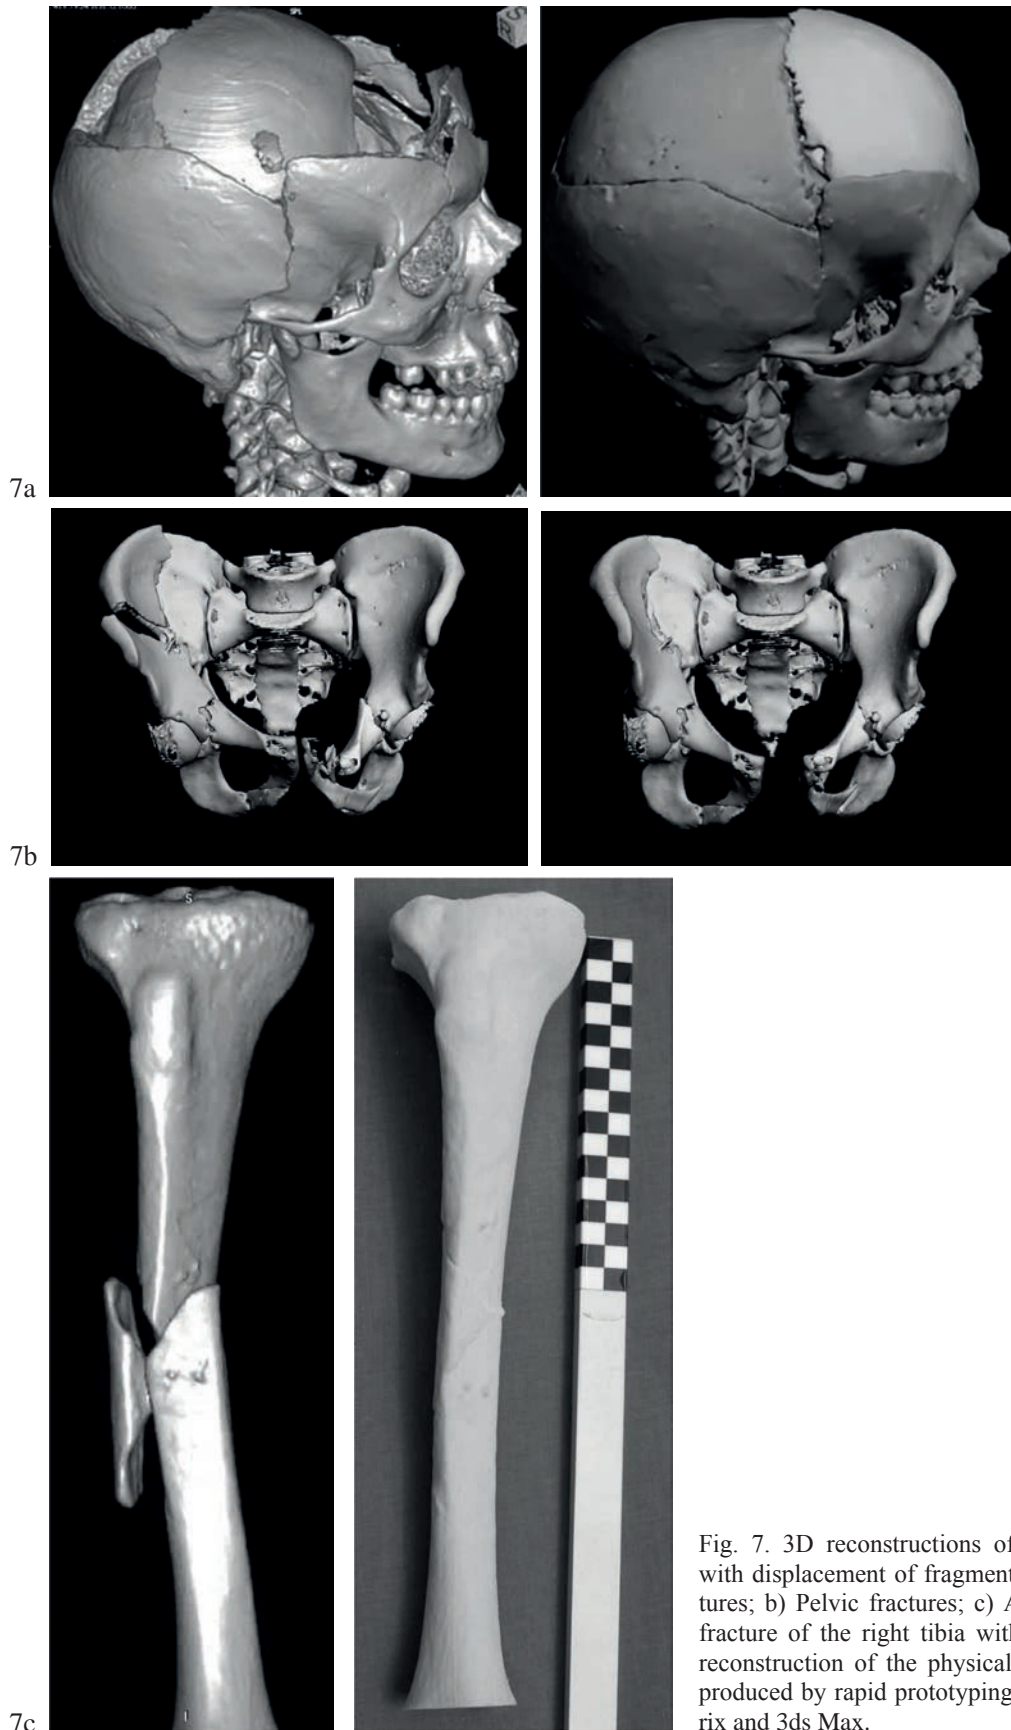 7a
7b
7c
S
I
Fig. 7. 3D reconstructions of
with displacement of fragment
tures; b) Pelvic fractures; c) A
fracture of the right tibia with
reconstruction of the physical
produced by rapid prototyping
rix and 3ds Max.